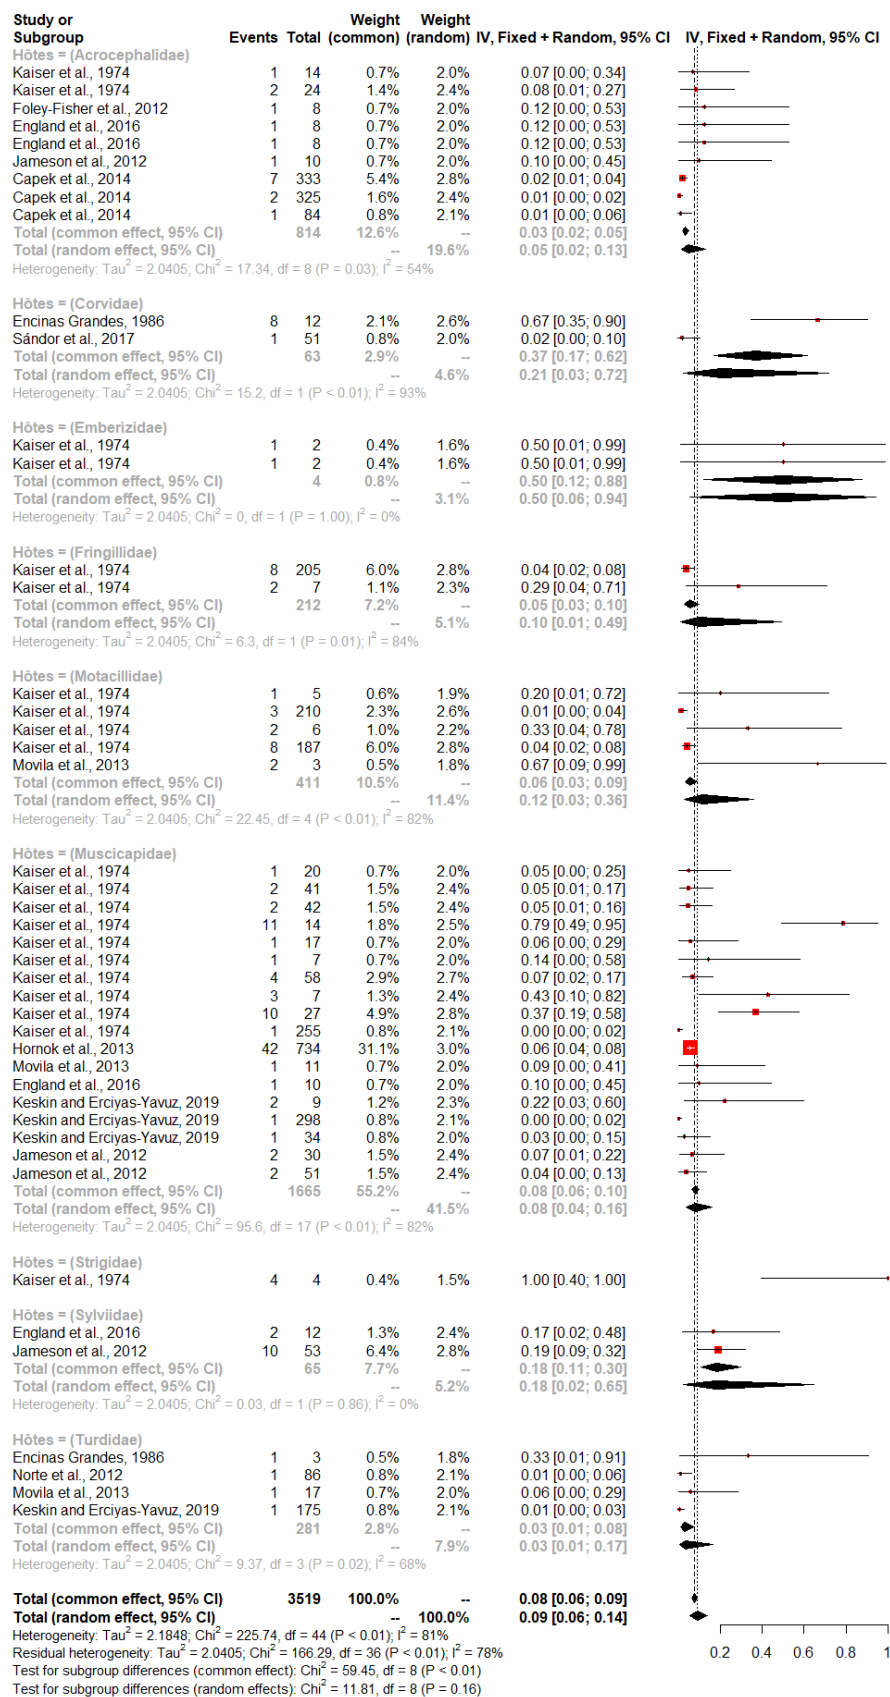 Study or Weight Weight
Subgroup Events Total (common) (random) IV, Fixed + Random, 95% CI IV, Fixed + Random, 95% CI
Hôtes = (Acrocephalidae)
Kaiser et al., 1974 1 14 0.7% 2.0% 0.07 [0.00; 0.34]
Kaiser et al., 1974 2 24 1.4% 2.4% 0.08 [0.01; 0.27]
Foley-Fisher et al., 2012 1 8 0.7% 2.0% 0.12 [0.00; 0.53]
England et al., 2016 1 8 0.7% 2.0% 0.12 [0.00; 0.53]
England et al., 2016 1 8 0.7% 2.0% 0.12 [0.00; 0.53]
Jameson et al., 2012 1 10 0.7% 2.0% 0.10 [0.00; 0.45]
Capek et al., 2014 7 333 5.4% 2.8% 0.02 [0.01; 0.04]
Capek et al., 2014 2 325 1.6% 2.4% 0.01 [0.00; 0.02]
Capek et al., 2014 1 84 0.8% 2.1% 0.01 [0.00; 0.06]
Total (common effect, 95% CI) 814 12.6% -- 0.03 [0.02; 0.05]
Total (random effect, 95% CI) -- 19.6% 0.05 [0.02; 0.13]
Heterogeneity: Tau² = 2.0405; Chi² = 17.34, df = 8 (P = 0.03); I² = 54%
Hôtes = (Corvidae)
Encinas Grandes, 1986 8 12 2.1% 2.6% 0.67 [0.35; 0.90]
Sándor et al., 2017 1 51 0.8% 2.0% 0.02 [0.00; 0.10]
Total (common effect, 95% CI) 63 2.9% -- 0.37 [0.17; 0.62]
Total (random effect, 95% CI) -- 4.6% 0.21 [0.03; 0.72]
Heterogeneity: Tau² = 2.0405; Chi² = 15.2, df = 1 (P < 0.01); I² = 93%
Hôtes = (Emberizidae)
Kaiser et al., 1974 1 2 0.4% 1.6% 0.50 [0.01; 0.99]
Kaiser et al., 1974 1 2 0.4% 1.6% 0.50 [0.01; 0.99]
Total (common effect, 95% CI) 4 0.8% -- 0.50 [0.12; 0.88]
Total (random effect, 95% CI) -- 3.1% 0.50 [0.06; 0.94]
Heterogeneity: Tau² = 2.0405; Chi² = 0, df = 1 (P = 1.00); I² = 0%
Hôtes = (Fringillidae)
Kaiser et al., 1974 8 205 6.0% 2.8% 0.04 [0.02; 0.08]
Kaiser et al., 1974 2 7 1.1% 2.3% 0.29 [0.04; 0.71]
Total (common effect, 95% CI) 212 7.2% -- 0.05 [0.03; 0.10]
Total (random effect, 95% CI) -- 5.1% 0.10 [0.01; 0.49]
Heterogeneity: Tau² = 2.0405; Chi² = 6.3, df = 1 (P = 0.01); I² = 84%
Hôtes = (Motacillidae)
Kaiser et al., 1974 1 5 0.6% 1.9% 0.20 [0.01; 0.72]
Kaiser et al., 1974 3 210 2.3% 2.6% 0.01 [0.00; 0.04]
Kaiser et al., 1974 2 6 1.0% 2.2% 0.33 [0.04; 0.78]
Kaiser et al., 1974 8 187 6.0% 2.8% 0.04 [0.02; 0.08]
Movila et al., 2013 2 3 0.5% 1.8% 0.67 [0.09; 0.99]
Total (common effect, 95% CI) 411 10.5% -- 0.06 [0.03; 0.09]
Total (random effect, 95% CI) -- 11.4% 0.12 [0.03; 0.36]
Heterogeneity: Tau² = 2.0405; Chi² = 22.45, df = 4 (P < 0.01); I² = 82%
Hôtes = (Muscicapidae)
Kaiser et al., 1974 1 20 0.7% 2.0% 0.05 [0.00; 0.25]
Kaiser et al., 1974 2 41 1.5% 2.4% 0.05 [0.01; 0.17]
Kaiser et al., 1974 2 42 1.5% 2.4% 0.05 [0.01; 0.16]
Kaiser et al., 1974 11 14 1.8% 2.5% 0.79 [0.49; 0.95]
Kaiser et al., 1974 1 17 0.7% 2.0% 0.06 [0.00; 0.29]
Kaiser et al., 1974 1 7 0.7% 2.0% 0.14 [0.00; 0.58]
Kaiser et al., 1974 4 58 2.9% 2.7% 0.07 [0.02; 0.17]
Kaiser et al., 1974 3 7 1.3% 2.4% 0.43 [0.10; 0.82]
Kaiser et al., 1974 10 27 4.9% 2.8% 0.37 [0.19; 0.58]
Kaiser et al., 1974 1 255 0.8% 2.1% 0.00 [0.00; 0.02]
Hornok et al., 2013 42 734 31.1% 3.0% 0.06 [0.04; 0.08]
Movila et al., 2013 1 11 0.7% 2.0% 0.09 [0.00; 0.41]
England et al., 2016 1 10 0.7% 2.0% 0.10 [0.00; 0.45]
Keskin and Erciyas-Yavuz, 2019 2 9 1.2% 2.3% 0.22 [0.03; 0.60]
Keskin and Erciyas-Yavuz, 2019 1 298 0.8% 2.1% 0.00 [0.00; 0.02]
Keskin and Erciyas-Yavuz, 2019 1 34 0.8% 2.0% 0.03 [0.00; 0.15]
Jameson et al., 2012 2 30 1.4% 2.4% 0.07 [0.01; 0.22]
Jameson et al., 2012 2 51 1.5% 2.4% 0.04 [0.00; 0.13]
Total (common effect, 95% CI) 1665 55.2% -- 0.08 [0.06; 0.10]
Total (random effect, 95% CI) -- 41.5% 0.08 [0.04; 0.16]
Heterogeneity: Tau² = 2.0405; Chi² = 95.6, df = 17 (P < 0.01); I² = 82%
Hôtes = (Strigidae)
Kaiser et al., 1974 4 4 0.4% 1.5% 1.00 [0.40; 1.00]
Hôtes = (Sylviidae)
England et al., 2016 2 12 1.3% 2.4% 0.17 [0.02; 0.48]
Jameson et al., 2012 10 53 6.4% 2.8% 0.19 [0.09; 0.32]
Total (common effect, 95% CI) 65 7.7% -- 0.18 [0.11; 0.30]
Total (random effect, 95% CI) -- 5.2% 0.18 [0.02; 0.65]
Heterogeneity: Tau² = 2.0405; Chi² = 0.03, df = 1 (P = 0.86); I² = 0%
Hôtes = (Turdidae)
Encinas Grandes, 1986 1 3 0.5% 1.8% 0.33 [0.01; 0.91]
Norte et al., 2012 1 86 0.8% 2.1% 0.01 [0.00; 0.06]
Movila et al., 2013 1 17 0.7% 2.0% 0.06 [0.00; 0.29]
Keskin and Erciyas-Yavuz, 2019 1 175 0.8% 2.1% 0.01 [0.00; 0.03]
Total (common effect, 95% CI) 281 2.8% -- 0.03 [0.01; 0.08]
Total (random effect, 95% CI) -- 7.9% 0.03 [0.01; 0.17]
Heterogeneity: Tau² = 2.0405; Chi² = 9.37, df = 3 (P = 0.02); I² = 68%
Total (common effect, 95% CI) 3519 100.0% -- 0.08 [0.06; 0.09]
Total (random effect, 95% CI) -- 100.0% 0.09 [0.06; 0.14]
Heterogeneity: Tau² = 2.1848; Chi² = 225.74, df = 44 (P < 0.01); I² = 81%
Residual heterogeneity: Tau² = 2.0405; Chi² = 166.29, df = 36 (P < 0.01); I² = 78%
0.2 0.4 0.6 0.8 1
Test for subgroup differences (common effect): Chi² = 59.45, df = 8 (P < 0.01)
Test for subgroup differences (random effects): Chi² = 11.81, df = 8 (P = 0.16)